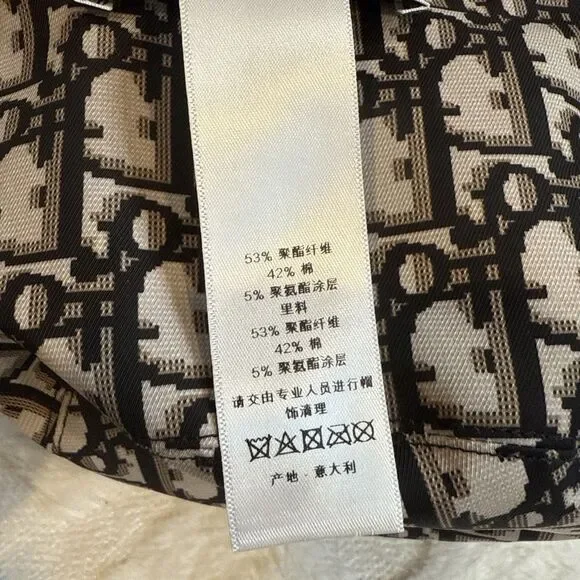 53% 聚酯纤维
42% 棉
5% 聚氨酯涂层
里料
53% 聚酯纤维
42% 棉
5% 聚氨酯涂层
请交由专业人员进行帽
饰清理
产地·意大利